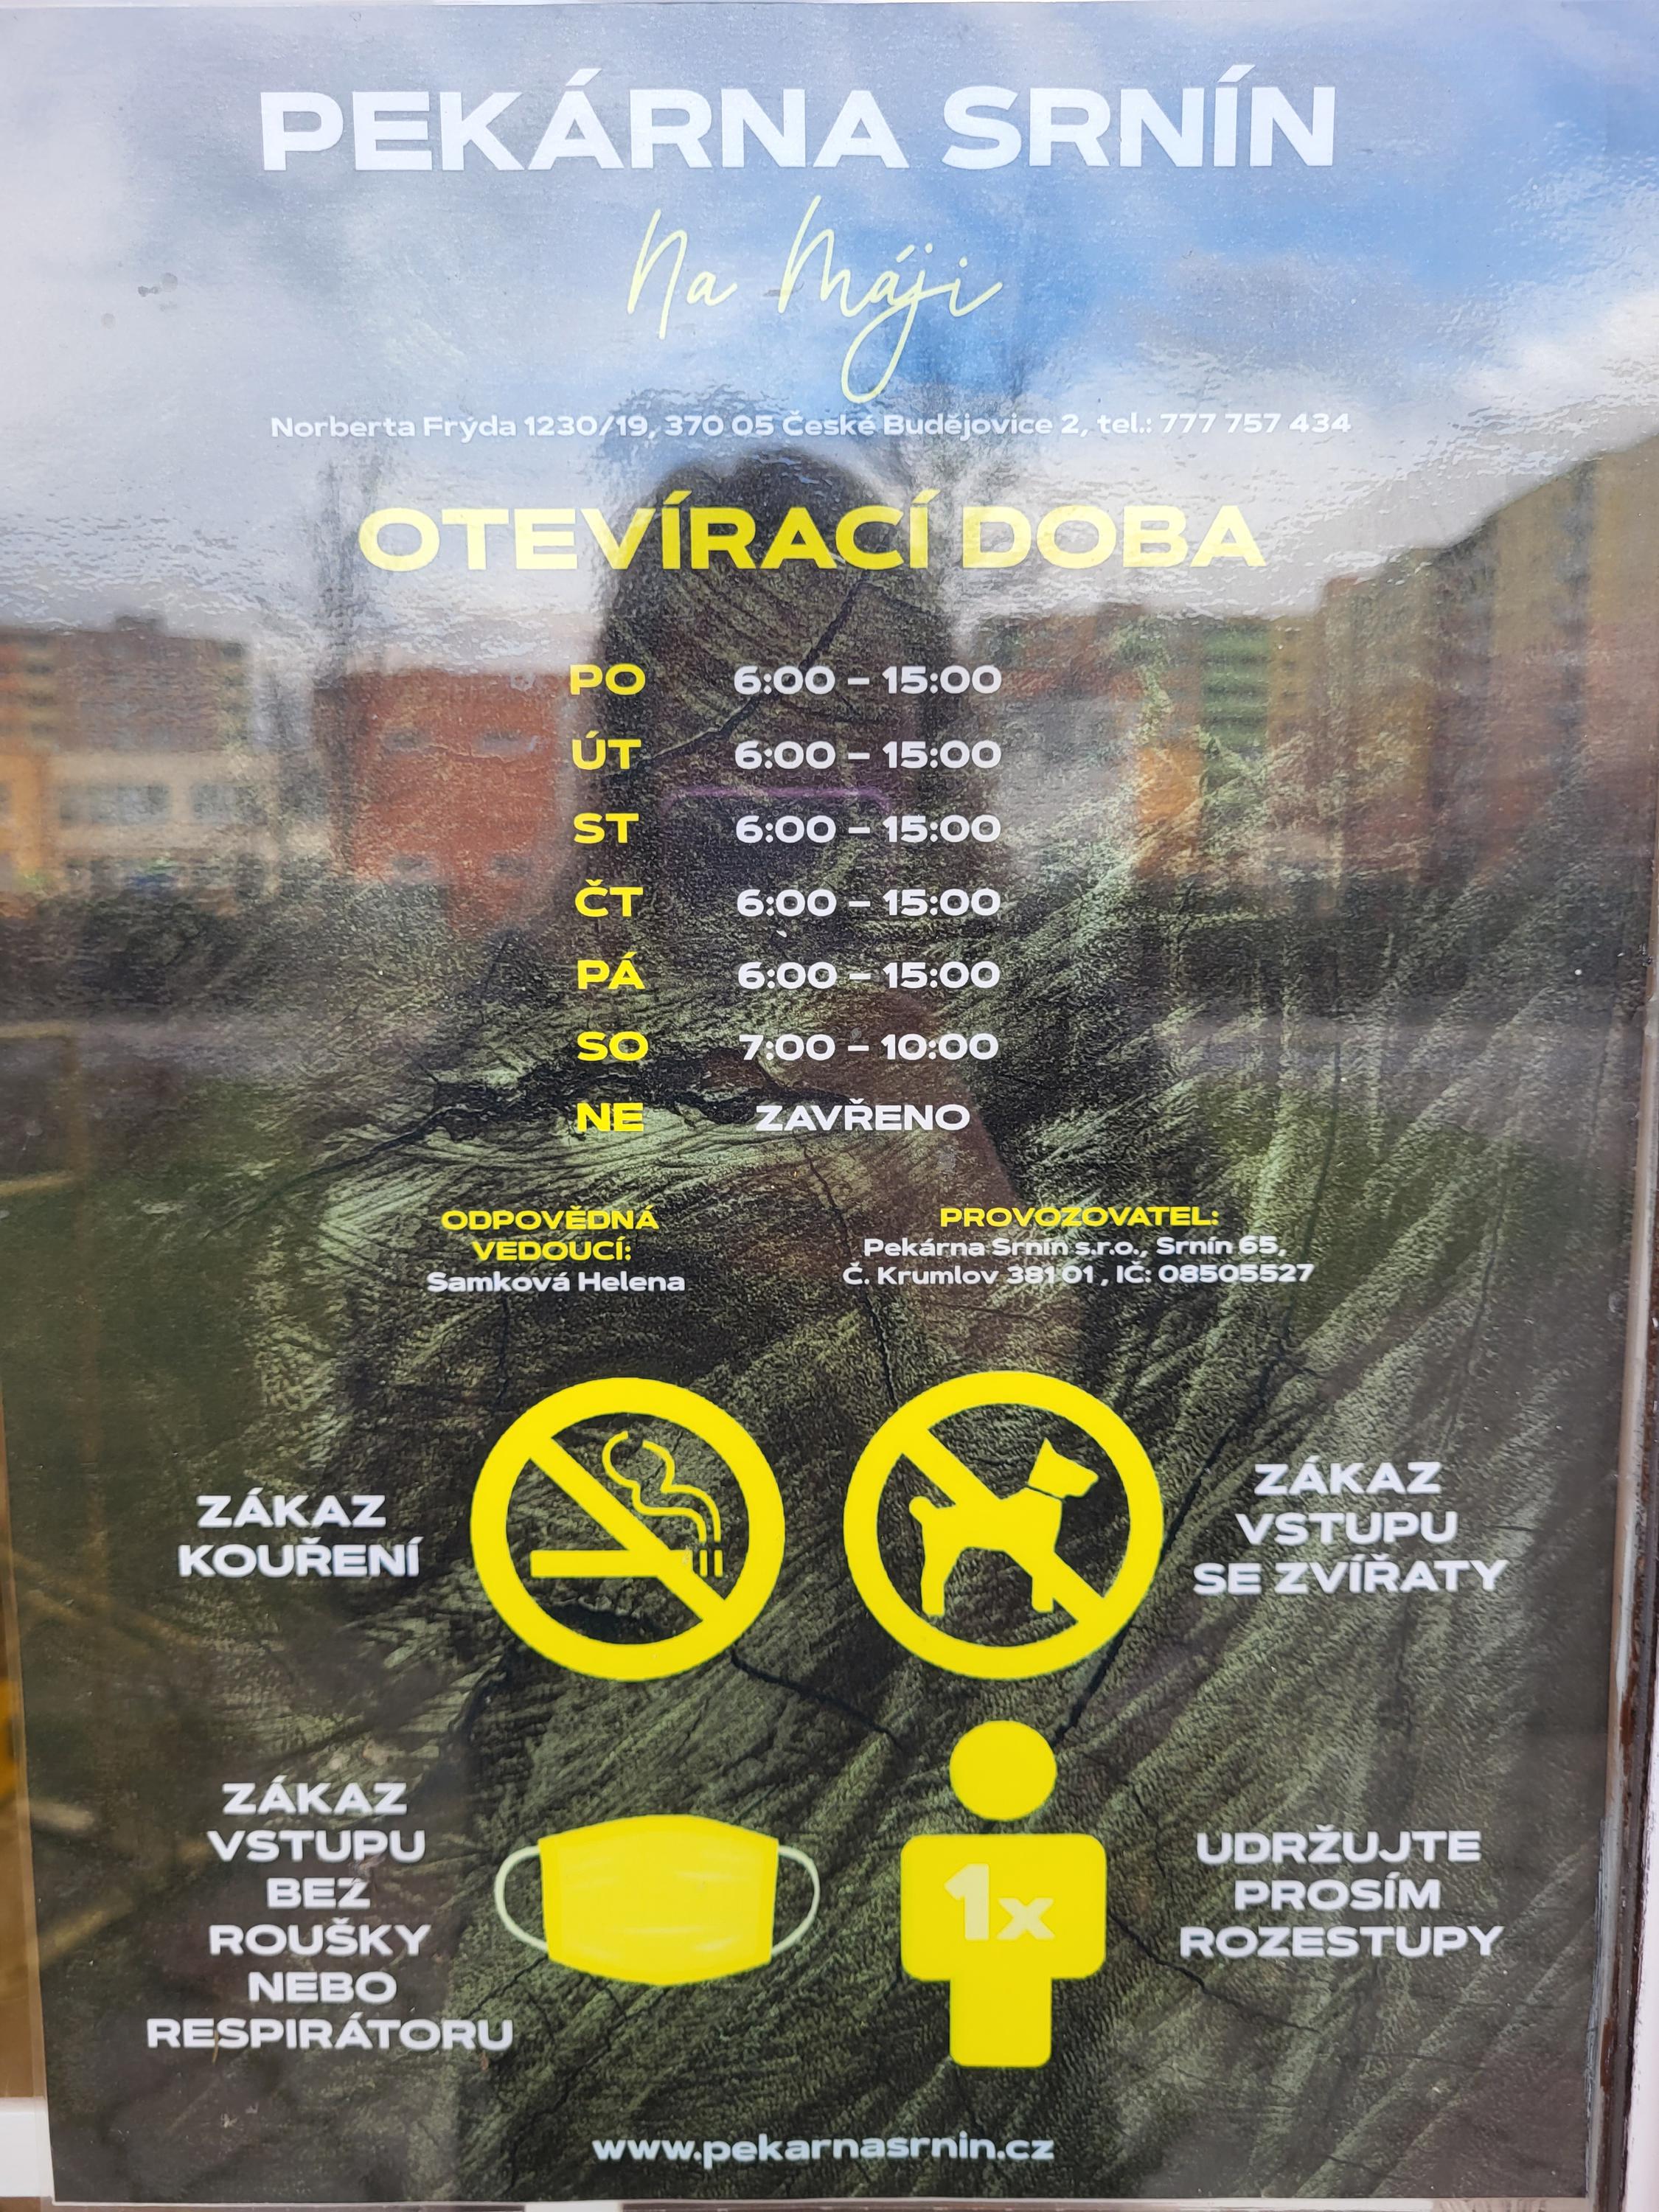 PEKÁRNA SRNÍN
Na Máji
Norberta Frýda 1230/19, 370 05 České Budějovice 2, tel.: 777 757 434
OTEVÍRACÍ DOBA
PO 6:00 – 15:00
ÚT 6:00 – 15:00
ST 6:00 – 15:00
ČT 6:00 – 15:00
PÁ 6:00 – 15:00
SO 7:00 – 10:00
NE ZAVŘENO
ODPOVĚDNÁ
VEDOUCÍ:
Samková Helena
PROVOZOVATEL:
Pekárna Srnín s.r.o., Srnín 65,
Č. Krumlov 381 01 , IČ: 08505527
ZÁKAZ
KOUŘENÍ
ZÁKAZ
VSTUPU
SE ZVÍŘATY
ZÁKAZ
VSTUPU
BEZ
ROUŠKY
NEBO
RESPIRÁTORU
1x
UDRŽUJTE
PROSÍM
ROZESTUPY
www.pekarnasrnin.cz